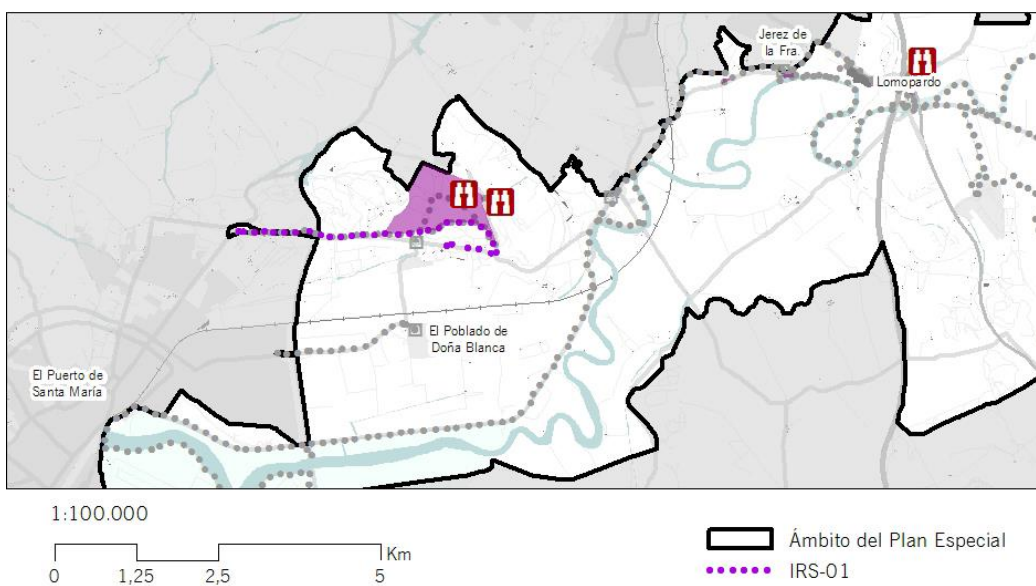 Jerez de
la Fra.
Lomopardo
El Poblado de
Doña Blanca
El Puerto de
Santa María
1:100.000
Km
0 1,25 2,5 5
Ámbito del Plan Especial
IRS-01